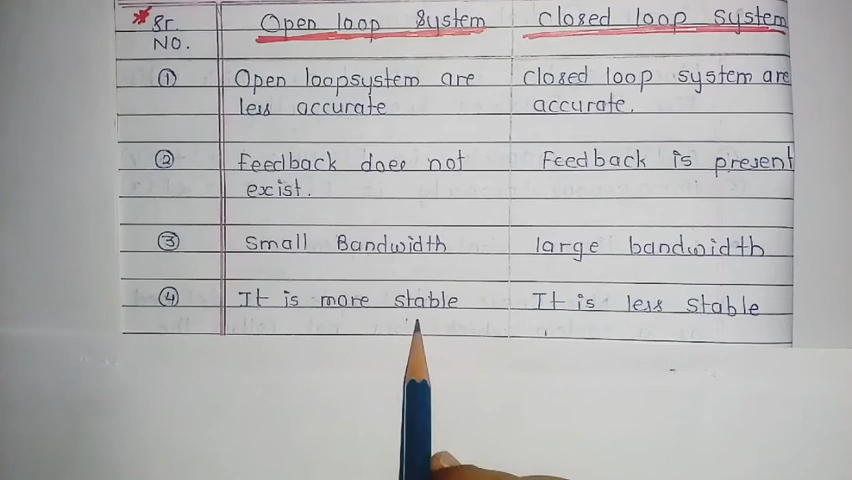 *Sr. No. Open loop System closed loop system
① Open loopsystem are less accurate closed loop system are accurate.
② Feedback does not exist. Feedback is present
③ Small Bandwidth large bandwidth
④ It is more stable It is less stable